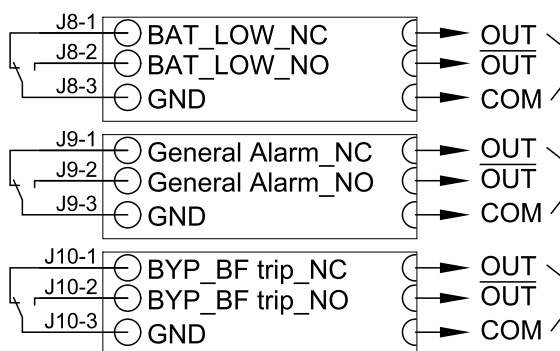 J8-1 BAT_LOW_NC OUT
J8-2 BAT_LOW_NO OUT
J8-3 GND COM
J9-1 General Alarm_NC OUT
J9-2 General Alarm_NO OUT
J9-3 GND COM
J10-1 BYP_BF trip_NC OUT
J10-2 BYP_BF trip_NO OUT
J10-3 GND COM